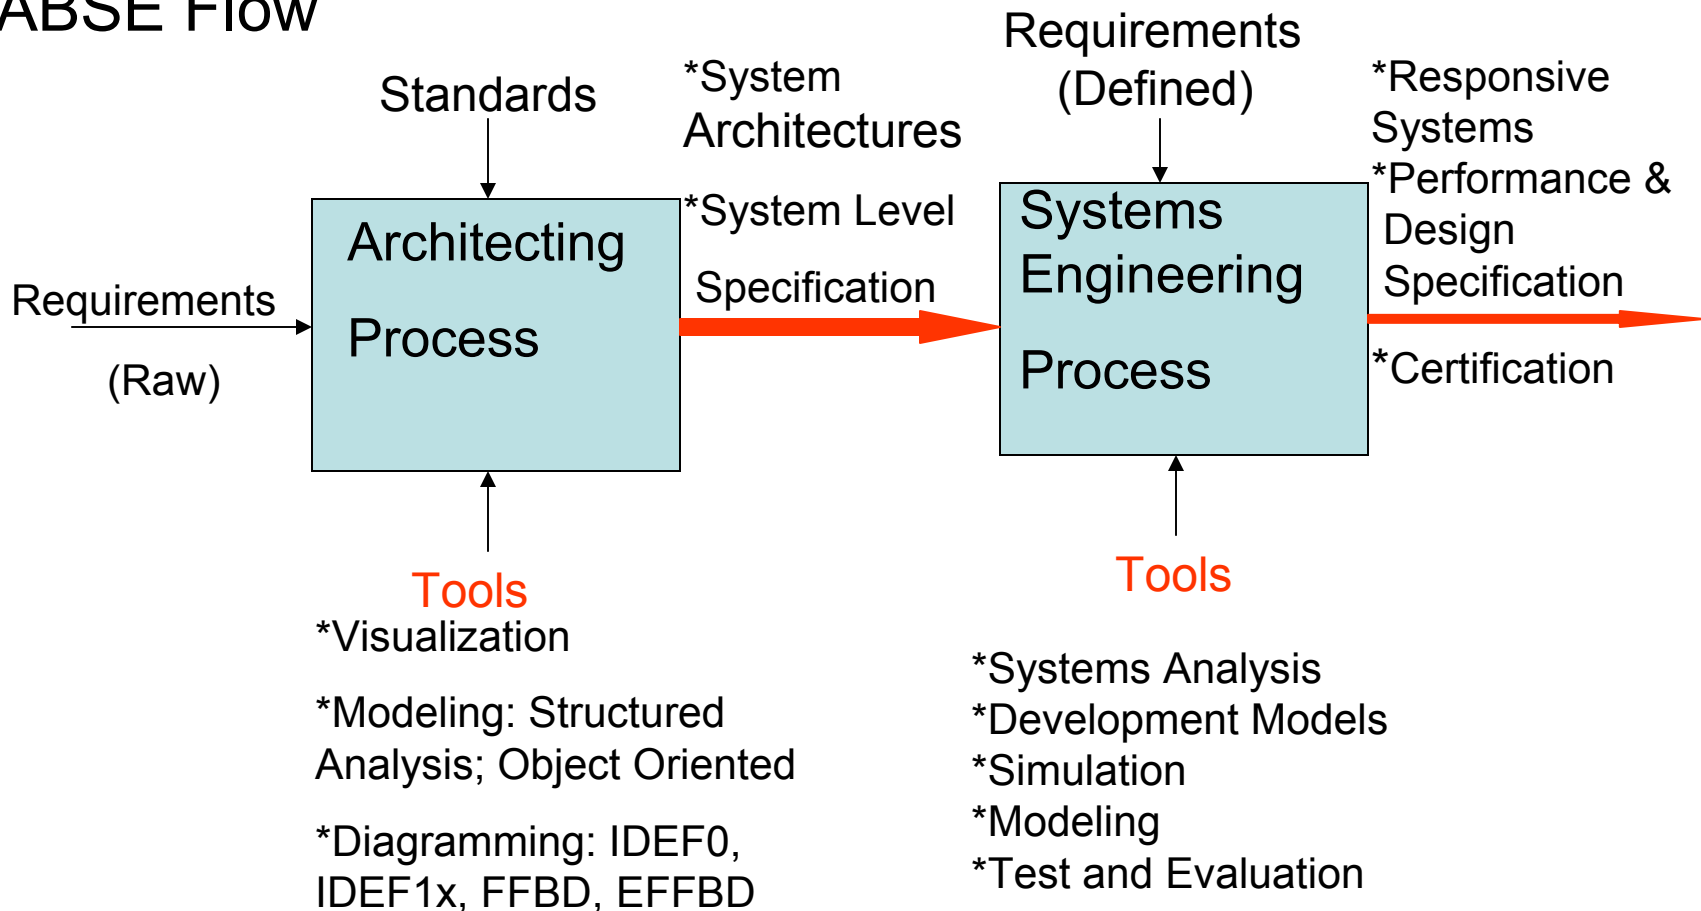 ABSE Flow
Standards
Requirements
(Raw)
Architecting
Process
*System
Architectures
*System Level
Specification
Requirements
(Defined)
Systems
Engineering
Process
*Responsive
Systems
*Performance &
Design
Specification
*Certification
Tools
*Visualization
*Modeling: Structured
Analysis; Object Oriented
*Diagramming: IDEF0,
IDEF1x, FFBD, EFFBD
Tools
*Systems Analysis
*Development Models
*Simulation
*Modeling
*Test and Evaluation